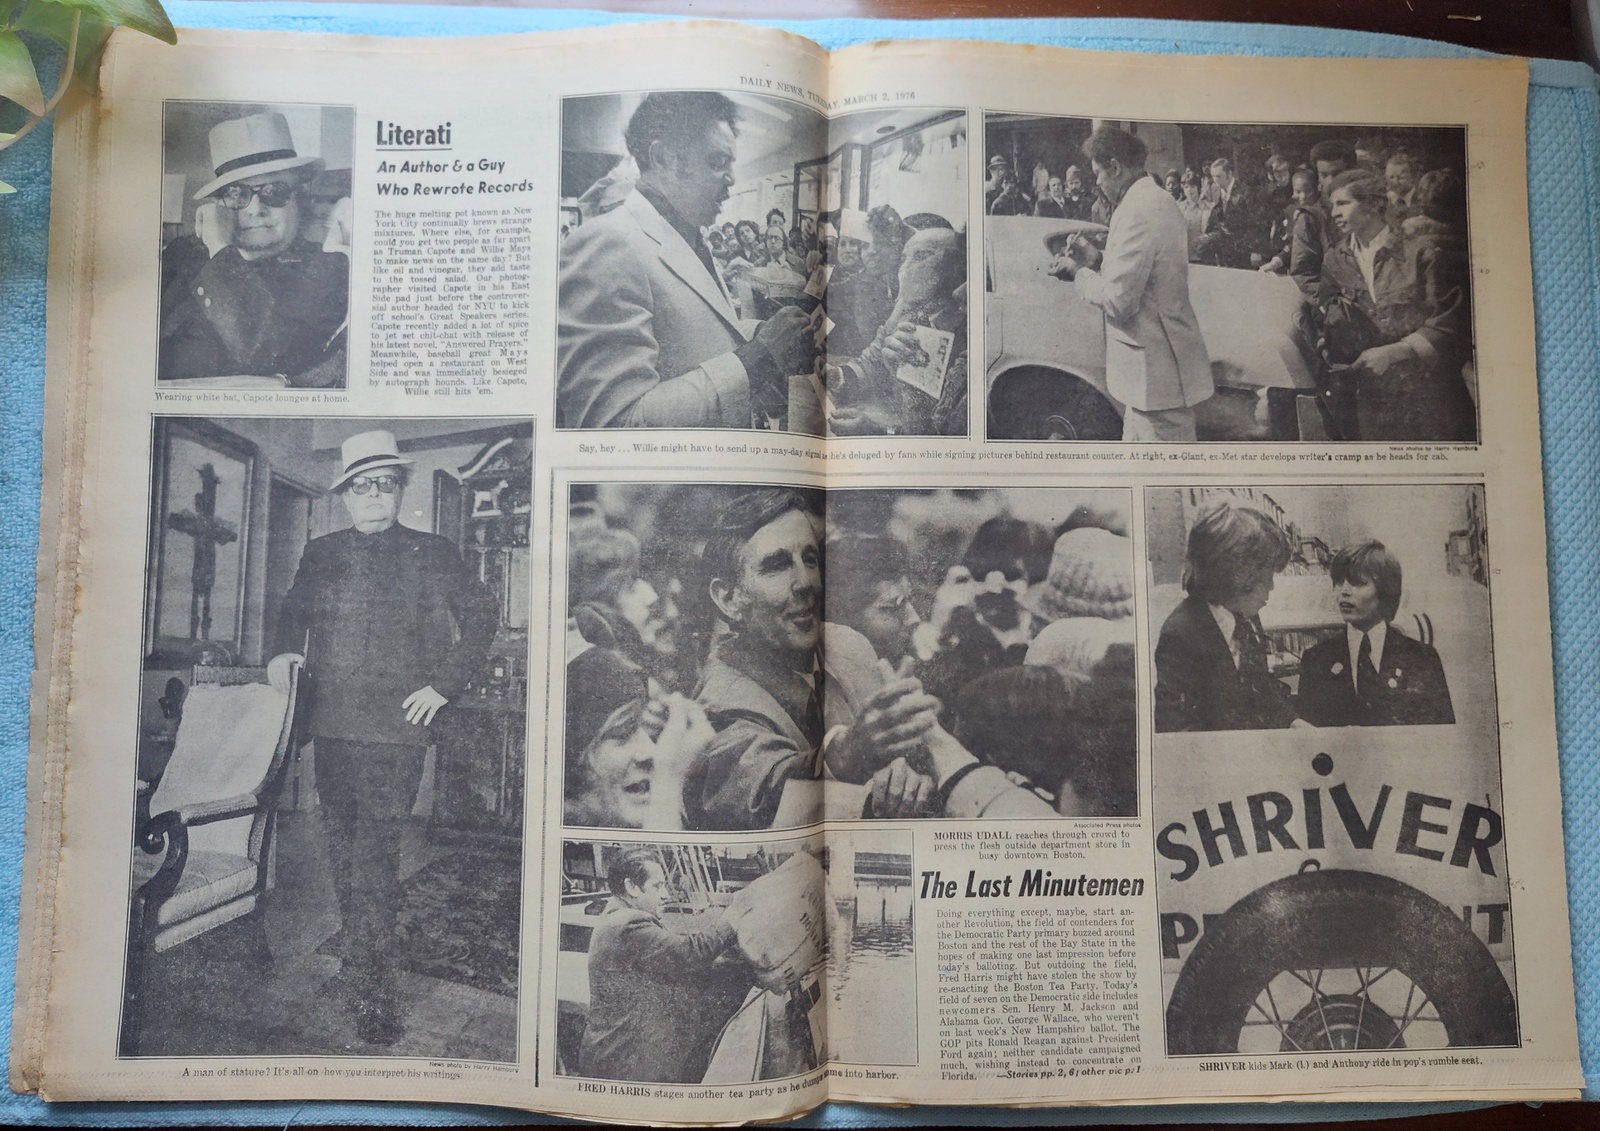 DAILY NEWS, TUESDAY, MARCH 2, 1976
Literati
An Author & a Guy
Who Rewrote Records
The huge melting pot known as New
York City continually brews strange
mixtures. Where else, for example,
could you get two people as far apart
as Truman Capote and Willie Mays
to make news on the same day? But
like oil and vinegar, they add taste
to the tossed salad. Our photog-
rapher visited Capote in his East
Side pad just before the controver-
sial author headed for NYU to kick
off school's Great Speakers series.
Capote recently added a lot of spice
to jet set chit-chat with release of
his latest novel, "Answered Prayers."
Meanwhile, baseball great Mays
helped open a restaurant on West
Side and was immediately besieged
by autograph hounds. Like Capote,
Willie still hits 'em.
Wearing white hat, Capote lounges at home.
News photos by Harry Hamburg
Say, hey . . . Willie might have to send up a may-day signal as he's deluged by fans while signing pictures behind restaurant counter. At right, ex-Giant, ex-Met star develops writer's cramp as he heads for cab.
News photo by Harry Hamburg
A man of stature? It's all on how you interpret his writings.
Associated Press photos
MORRIS UDALL reaches through crowd to
press the flesh outside department store in
busy downtown Boston.
The Last Minutemen
Doing everything except, maybe, start an-
other Revolution, the field of contenders for
the Democratic Party primary buzzed around
Boston and the rest of the Bay State in the
hopes of making one last impression before
today's balloting. But outdoing the field,
Fred Harris might have stolen the show by
re-enacting the Boston Tea Party. Today's
field of seven on the Democratic side includes
newcomers Sen. Henry M. Jackson and
Alabama Gov. George Wallace, who weren't
on last week's New Hampshire ballot. The
GOP pits Ronald Reagan against President
Ford again; neither candidate campaigned
much, wishing instead to concentrate on
Florida. —Stories pp. 2, 6; other pic p. 1
FRED HARRIS stages another tea party as he dumps into harbor.
SHRIVER
SHRIVER kids Mark (l.) and Anthony ride in pop's rumble seat.